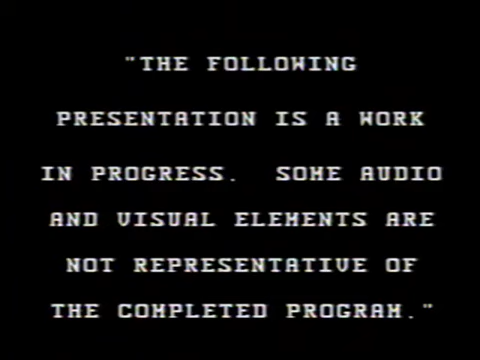 "THE FOLLOWING
PRESENTATION IS A WORK
IN PROGRESS.  SOME AUDIO
AND VISUAL ELEMENTS ARE
NOT REPRESENTATIVE OF
THE COMPLETED PROGRAM."